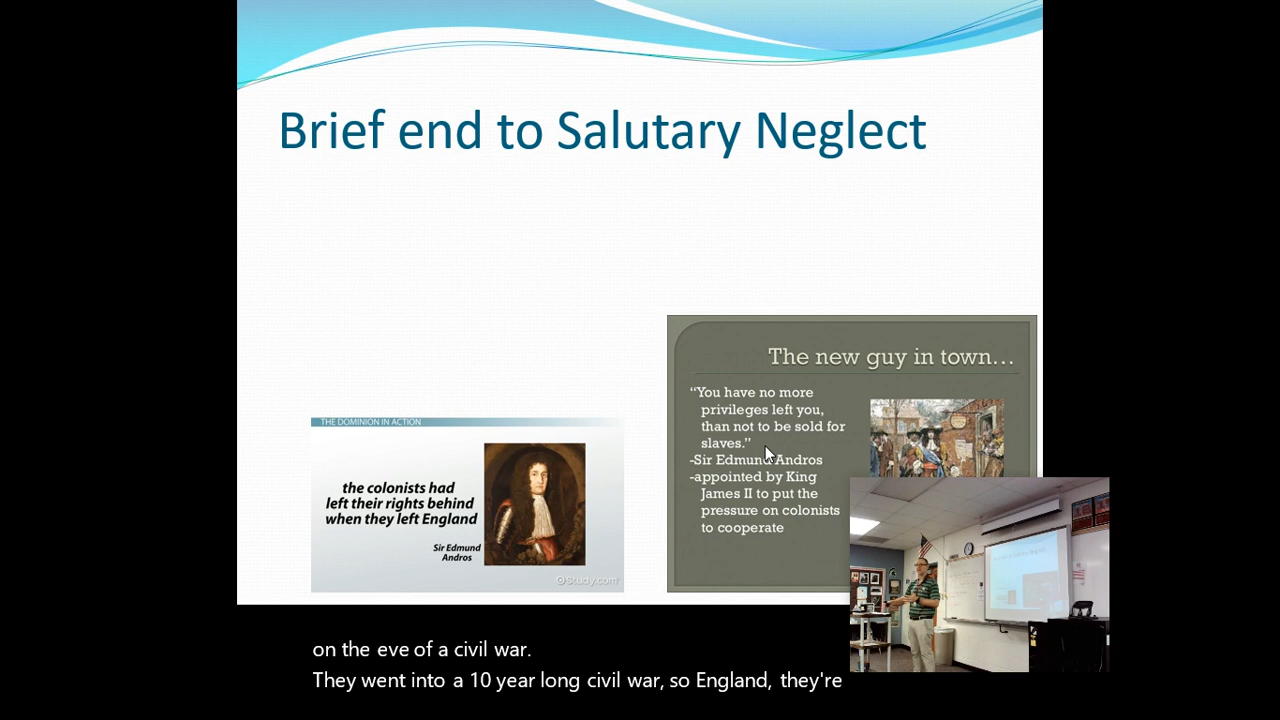 Brief end to Salutary Neglect
THE DOMINION IN ACTION
the colonists had
left their rights behind
when they left England
Sir Edmund
Andros
Study.com
The new guy in town…
“You have no more
privileges left you,
than not to be sold for
slaves.”
-Sir Edmund Andros
-appointed by King
James II to put the
pressure on colonists
to cooperate
on the eve of a civil war.
They went into a 10 year long civil war, so England, they're